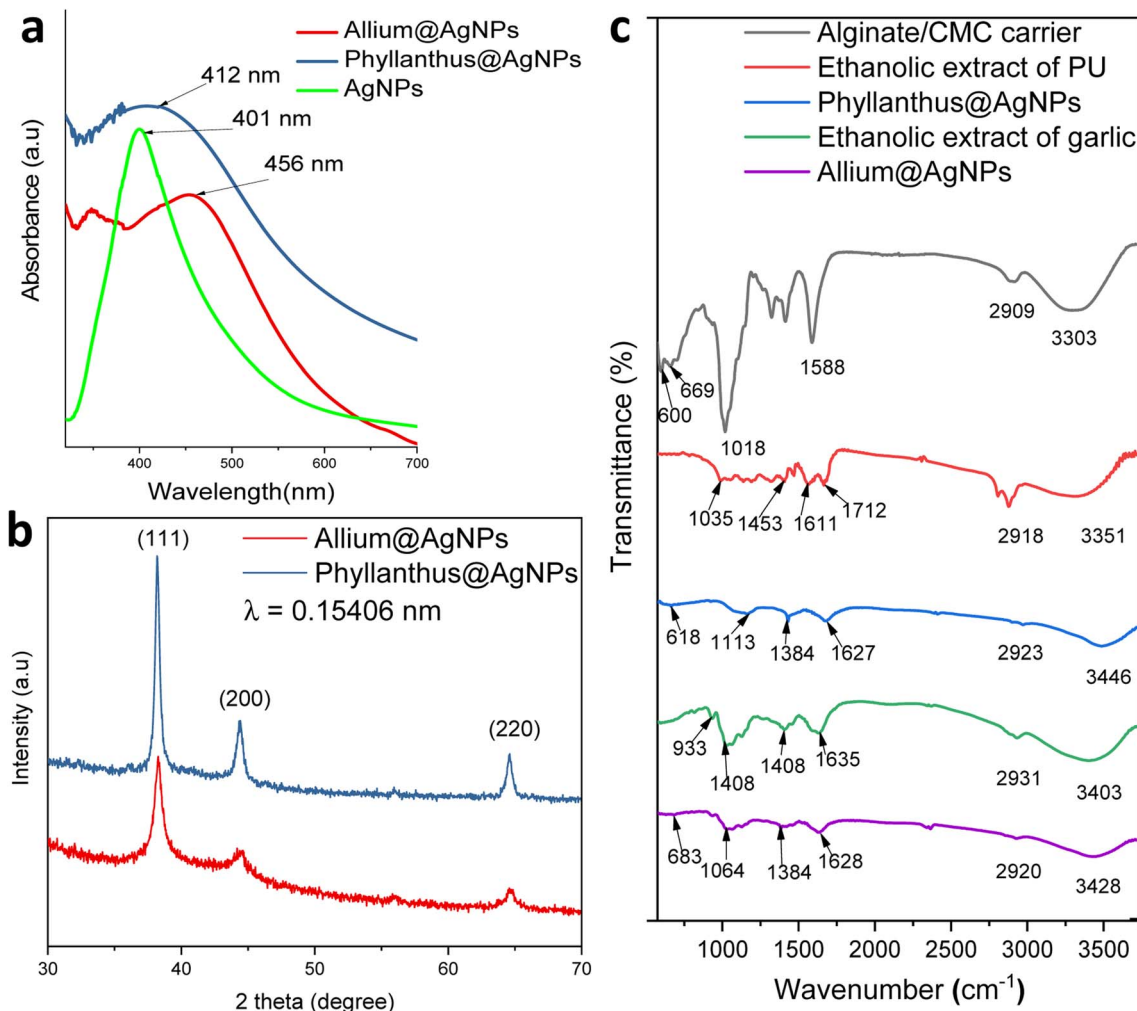 a
Allium@AgNPs
Phyllanthus@AgNPs
AgNPs
412 nm
401 nm
456 nm
Absorbance (a.u)
400
500
600
700
Wavelength(nm)
b
(111)
Allium@AgNPs
Phyllanthus@AgNPs
λ = 0.15406 nm
(200)
(220)
Intensity (a.u)
30
40
50
60
70
2 theta (degree)
c
Alginate/CMC carrier
Ethanolic extract of PU
Phyllanthus@AgNPs
Ethanolic extract of garlic
Allium@AgNPs
Transmittance (%)
600
669
1018
1588
2909
3303
1035
1453
1611
1712
2918
3351
618
1113
1384
1627
2923
3446
933
1408
1408
1635
2931
3403
683
1064
1384
1628
2920
3428
1000
1500
2000
2500
3000
3500
Wavenumber (cm⁻¹)